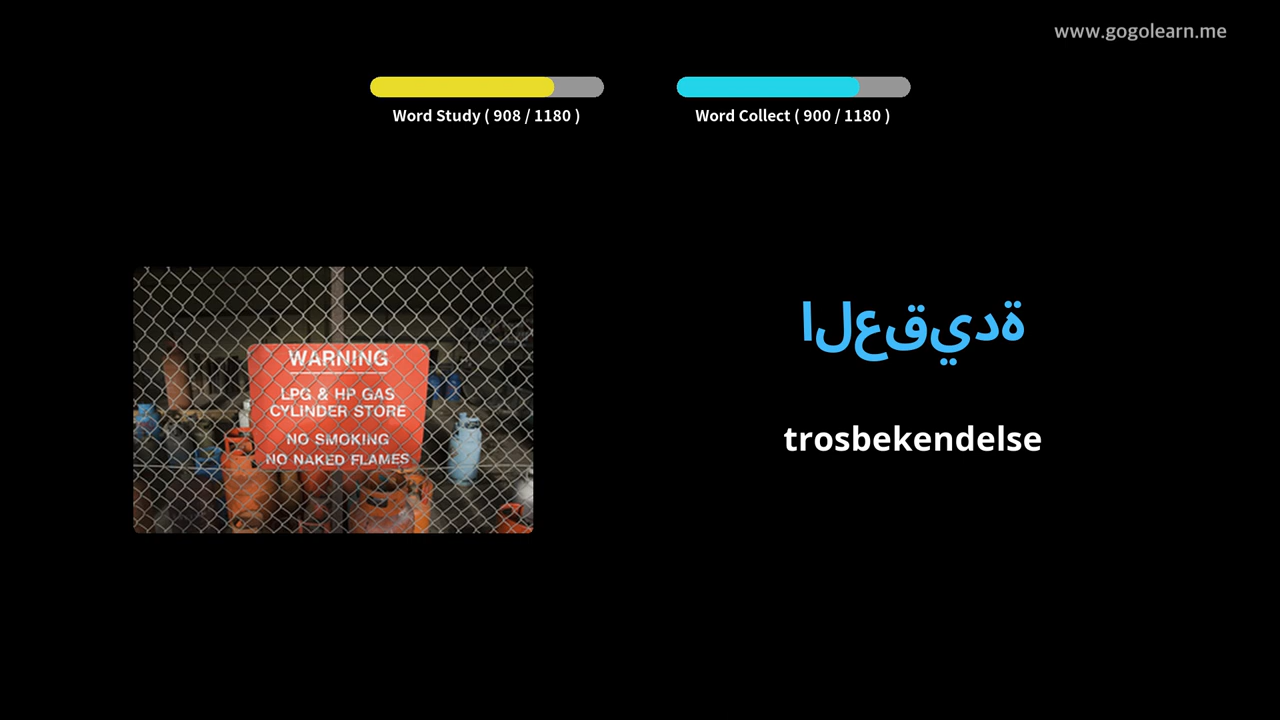 www.gogolearn.me
Word Study ( 908 / 1180 )
Word Collect ( 900 / 1180 )
WARNING
LPG & HP GAS
CYLINDER STORE
NO SMOKING
NO NAKED FLAMES
العقيدة
trosbekendelse